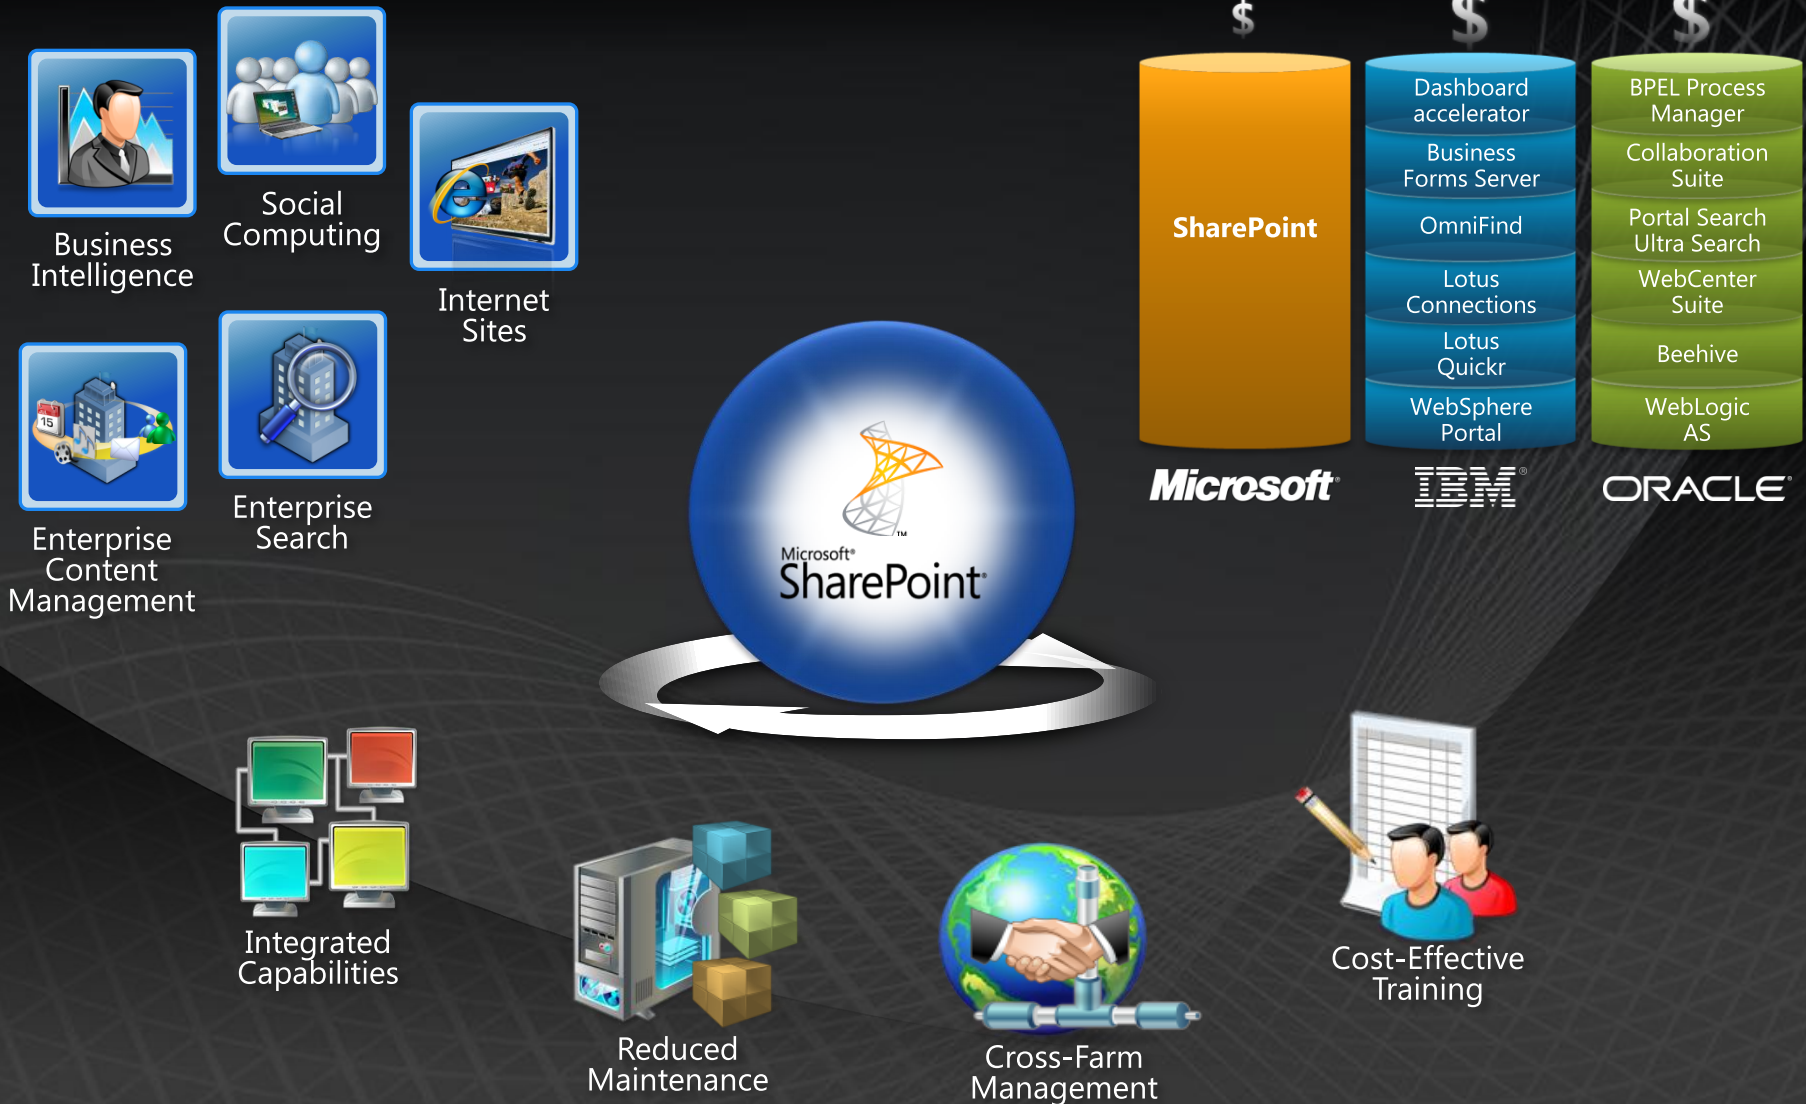 Business
Intelligence
Social
Computing
Internet
Sites
15
Enterprise
Content
Management
Enterprise
Search
™
Microsoft®
SharePoint®
$
$
$
SharePoint
Microsoft®
Dashboard
accelerator
Business
Forms Server
OmniFind
Lotus
Connections
Lotus
Quickr
WebSphere
Portal
IBM®
BPEL Process
Manager
Collaboration
Suite
Portal Search
Ultra Search
WebCenter
Suite
Beehive
WebLogic
AS
ORACLE®
Integrated
Capabilities
Reduced
Maintenance
Cross-Farm
Management
Cost-Effective
Training